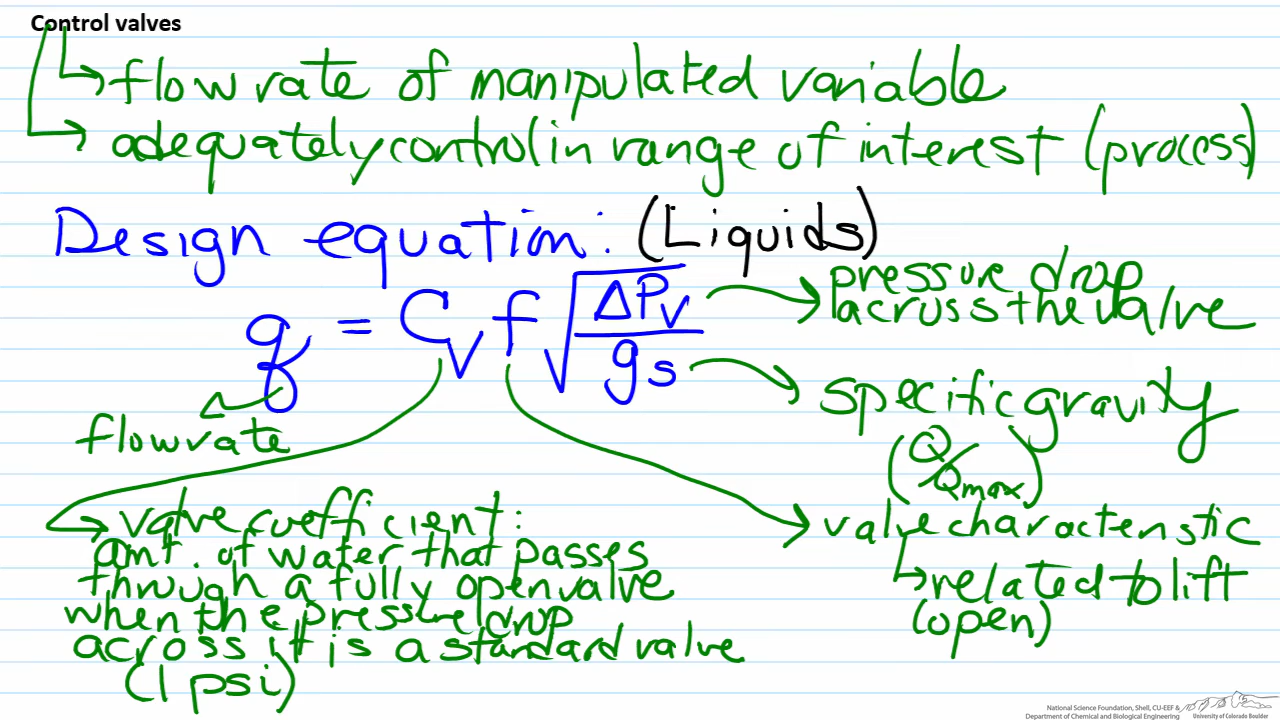 Control valves
flow rate of manipulated variable
adequately control in range of interest (process)
Design equation: (Liquids)
q = Cv f √(ΔPv / gs)
pressure drop
across the valve
specific gravity
flowrate
(Q/Qmax)
valve characteristic
related to lift
(open)
valve coefficient:
amt. of water that passes
through a fully open valve
when the pressure drop
across it is a standard valve
(1 psi)
National Science Foundation, Shell, CU-EEF &
Department of Chemical and Biological Engineering
University of Colorado Boulder